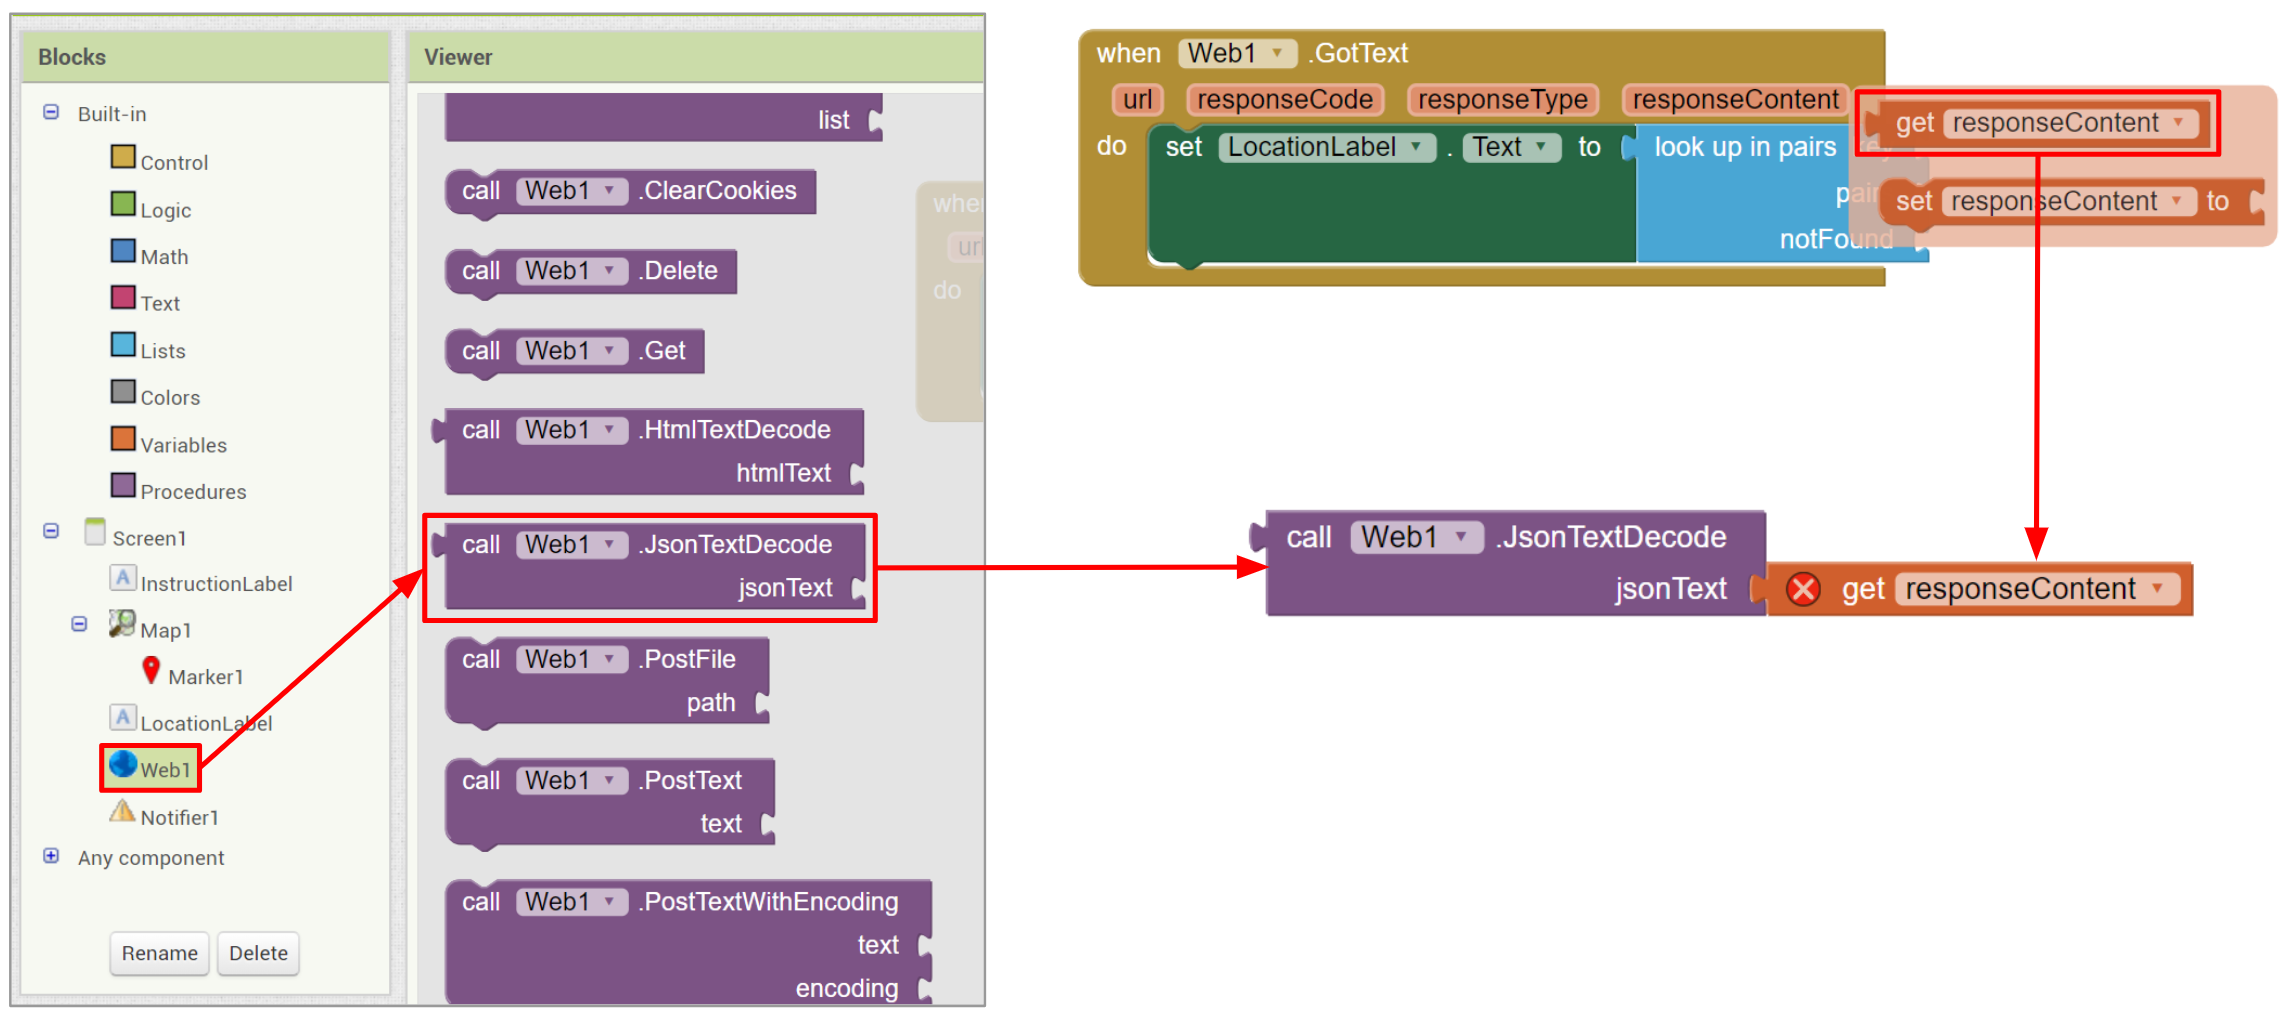 Blocks
Built-in
Control
Logic
Math
Text
Lists
Colors
Variables
Procedures
Screen1
InstructionLabel
Map1
Marker1
LocationLabel
Web1
Notifier1
Any component
Rename Delete
Viewer
list
call Web1 .ClearCookies
call Web1 .Delete
call Web1 .Get
call Web1 .HtmlTextDecode
htmlText
call Web1 .JsonTextDecode
jsonText
call Web1 .PostFile
path
call Web1 .PostText
text
call Web1 .PostTextWithEncoding
text
encoding
do
when Web1 .GotText
url responseCode responseType responseContent
do set LocationLabel . Text to look up in pairs key
notFound
get responseContent
set responseContent to
call Web1 .JsonTextDecode
jsonText get responseContent